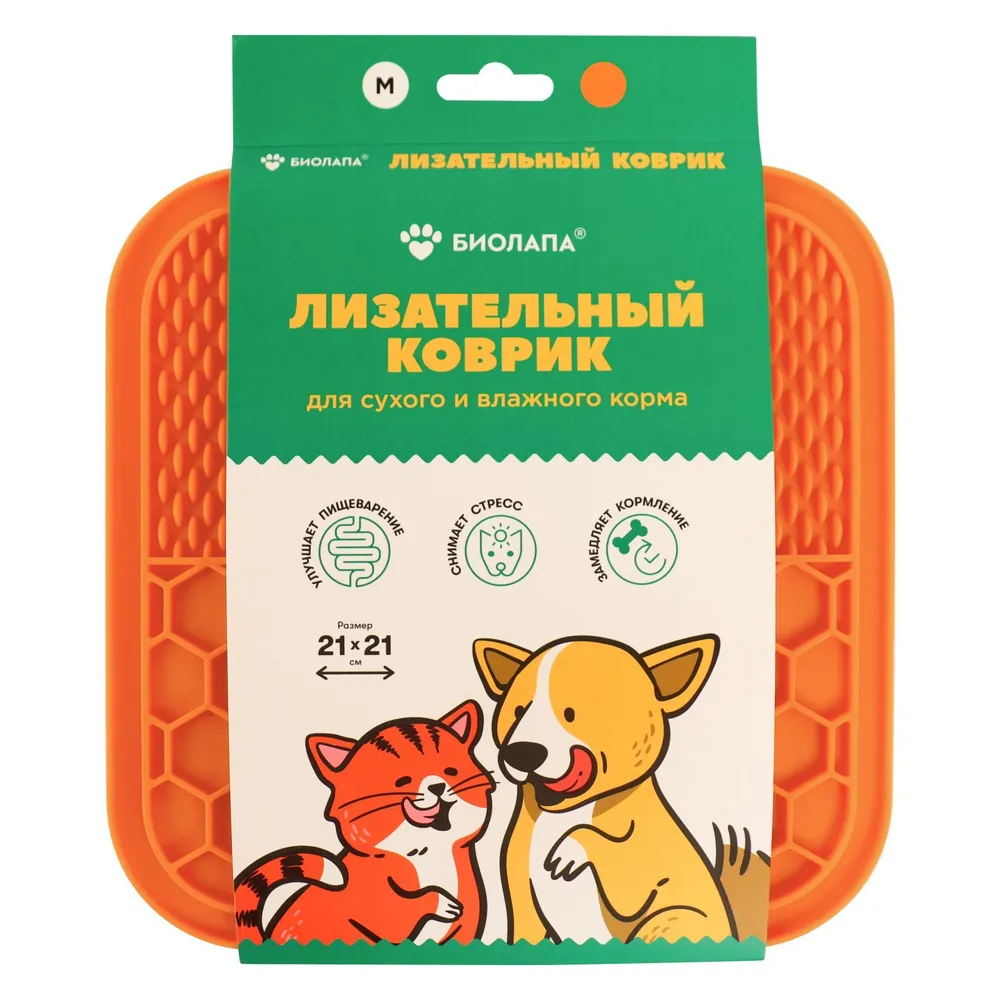 М
БИОЛАПА® ЛИЗАТЕЛЬНЫЙ КОВРИК
БИОЛАПА®
ЛИЗАТЕЛЬНЫЙ
КОВРИК
для сухого и влажного корма
УЛУЧШАЕТ ПИЩЕВАРЕНИЕ
СНИМАЕТ СТРЕСС
ЗАМЕДЛЯЕТ КОРМЛЕНИЕ
Размер
21 x 21
см